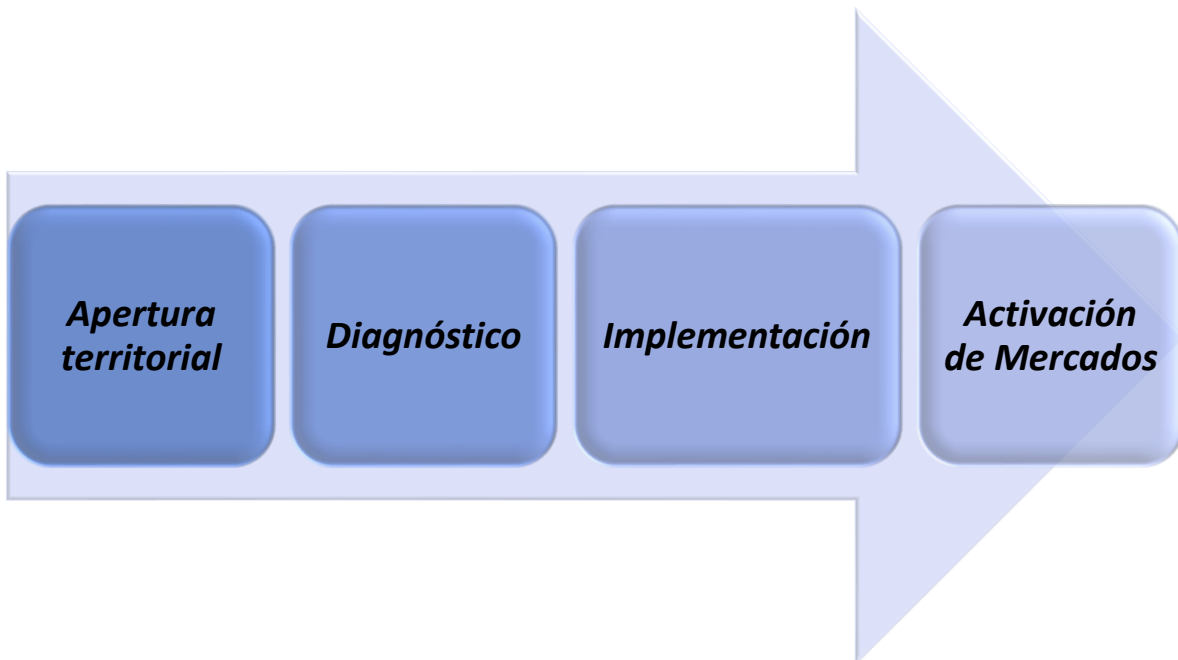 Apertura
territorial
Diagnóstico
Implementación
Activación
de Mercados